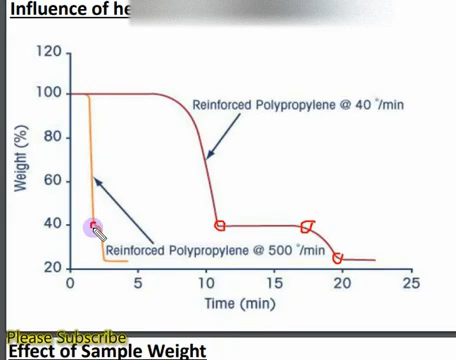 Influence of he
120
100
80
60
40
20
Weight (%)
Reinforced Polypropylene @ 40 °/min
Reinforced Polypropylene @ 500 °/min
0
5
10
15
20
25
Time (min)
Please Subscribe
Effect of Sample Weight